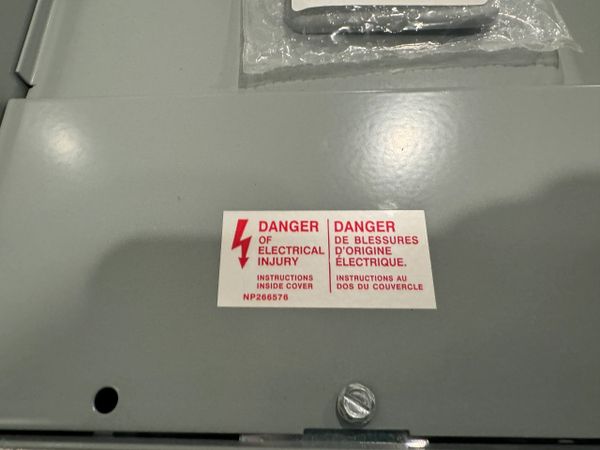 DANGER
OF
ELECTRICAL
INJURY
INSTRUCTIONS
INSIDE COVER
NP266576
DANGER
DE BLESSURES
D'ORIGINE
ÉLECTRIQUE.
INSTRUCTIONS AU
DOS DU COUVERCLE